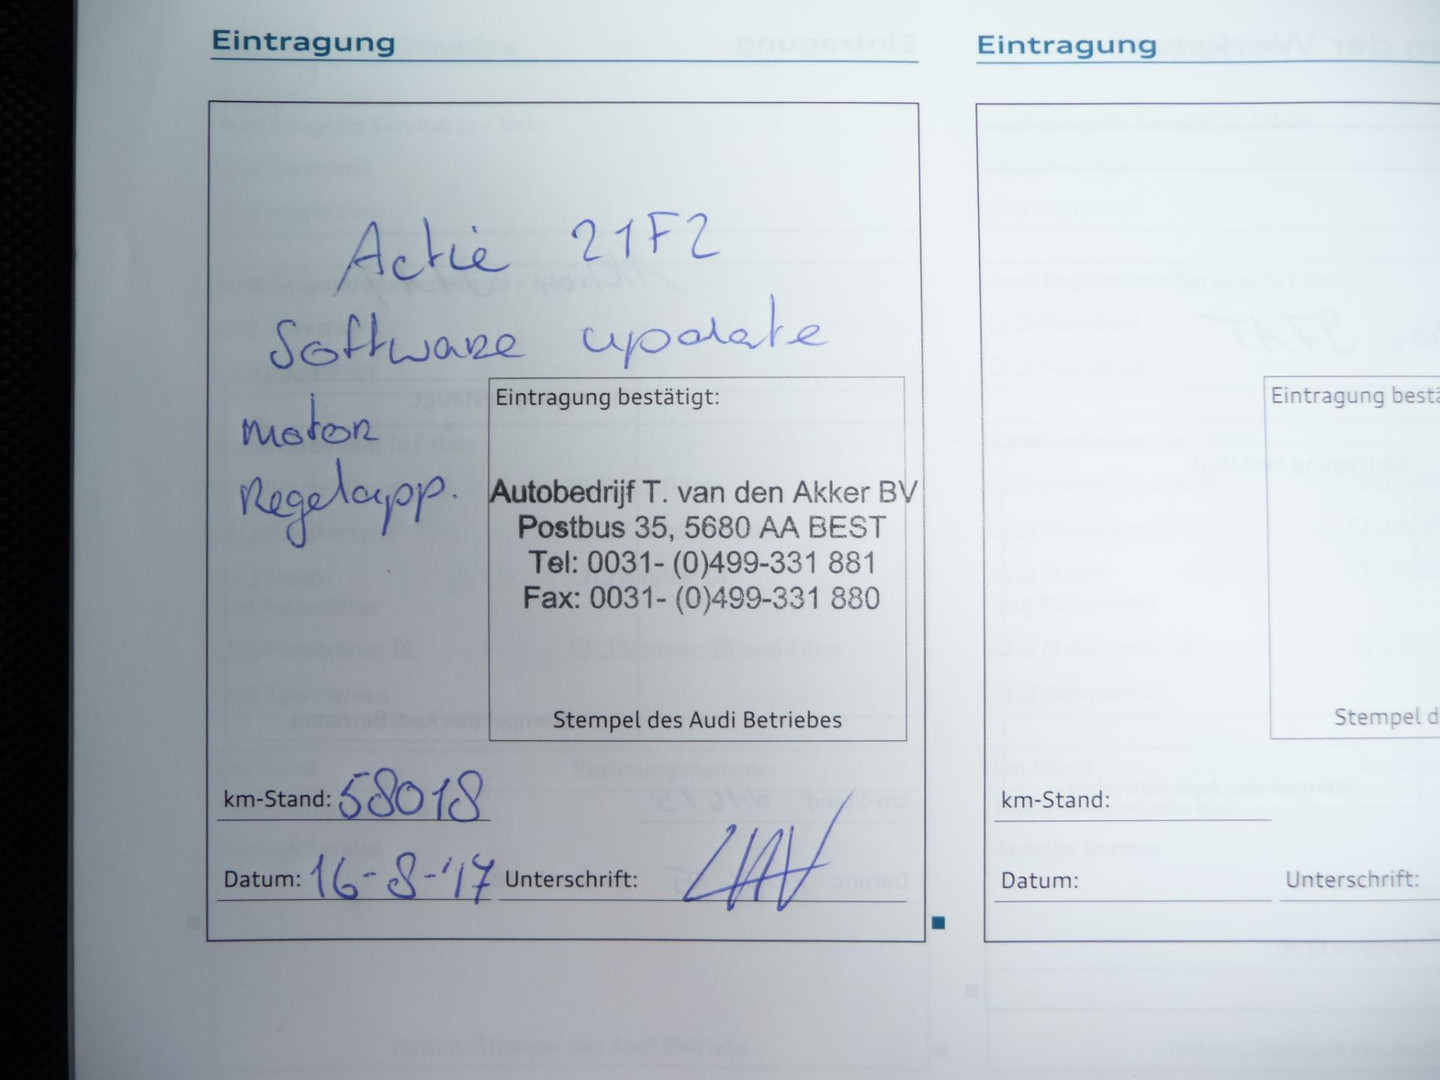 Eintragung
Actie 21F2
Software update
motor
Regelapp.
Eintragung bestätigt:
Autobedrijf T. van den Akker BV
Postbus 35, 5680 AA BEST
Tel: 0031- (0)499-331 881
Fax: 0031- (0)499-331 880
Stempel des Audi Betriebes
km-Stand: 58018
Datum: 16-8-'17 Unterschrift:
Eintragung
Eintragung bestä
Stempel d
km-Stand:
Datum: Unterschrift: